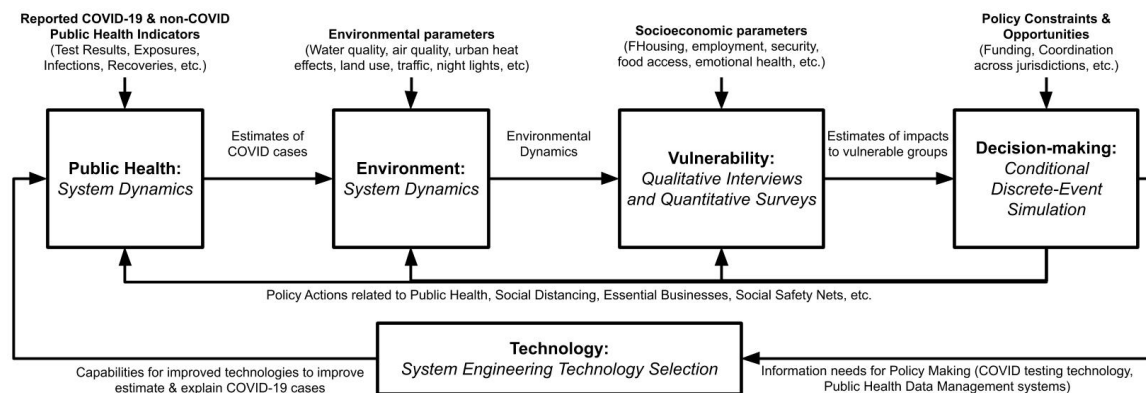 Reported COVID-19 & non-COVID
Public Health Indicators
(Test Results, Exposures,
Infections, Recoveries, etc.)
Environmental parameters
(Water quality, air quality, urban heat
effects, land use, traffic, night lights, etc)
Socioeconomic parameters
(FHousing, employment, security,
food access, emotional health, etc.)
Policy Constraints &
Opportunities
(Funding, Coordination
across jurisdictions, etc.)
Public Health:
System Dynamics
Estimates of
COVID cases
Environment:
System Dynamics
Environmental
Dynamics
Vulnerability:
Qualitative Interviews
and Quantitative Surveys
Estimates of impacts
to vulnerable groups
Decision-making:
Conditional
Discrete-Event
Simulation
Policy Actions related to Public Health, Social Distancing, Essential Businesses, Social Safety Nets, etc.
Technology:
System Engineering Technology Selection
Capabilities for improved technologies to improve
estimate & explain COVID-19 cases
Information needs for Policy Making (COVID testing technology,
Public Health Data Management systems)